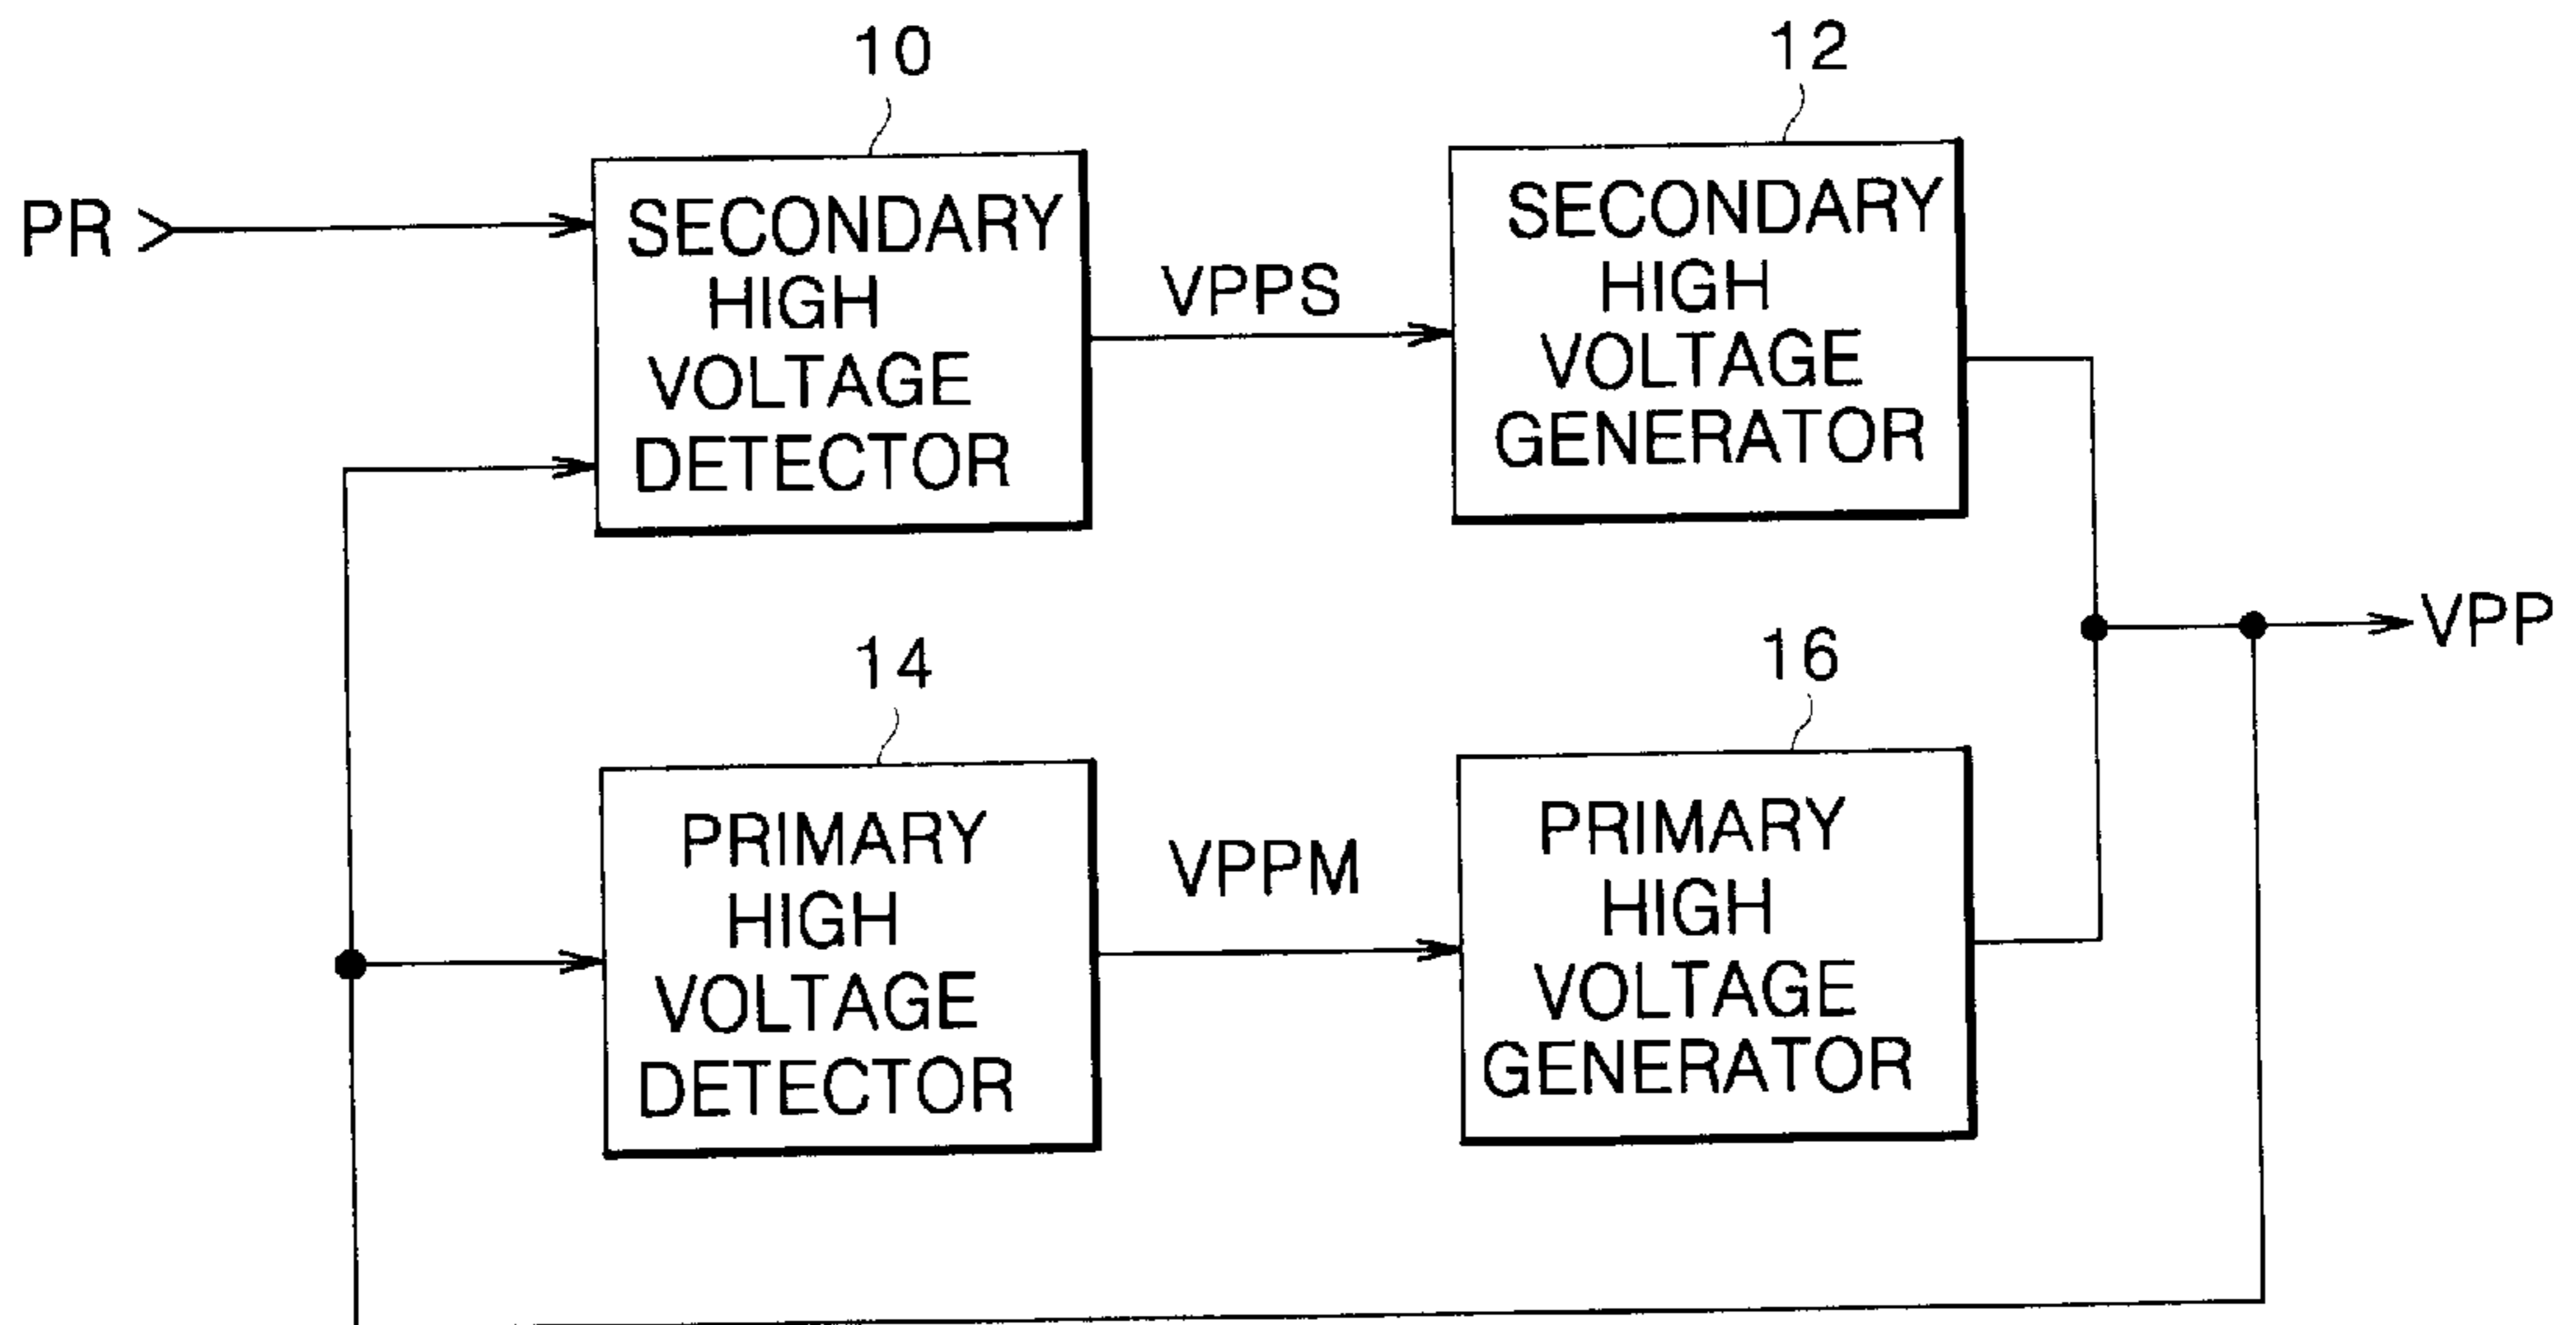 10
12
PR
SECONDARY
HIGH
VOLTAGE
DETECTOR
VPPS
SECONDARY
HIGH
VOLTAGE
GENERATOR
VPP
14
16
PRIMARY
HIGH
VOLTAGE
DETECTOR
VPPM
PRIMARY
HIGH
VOLTAGE
GENERATOR